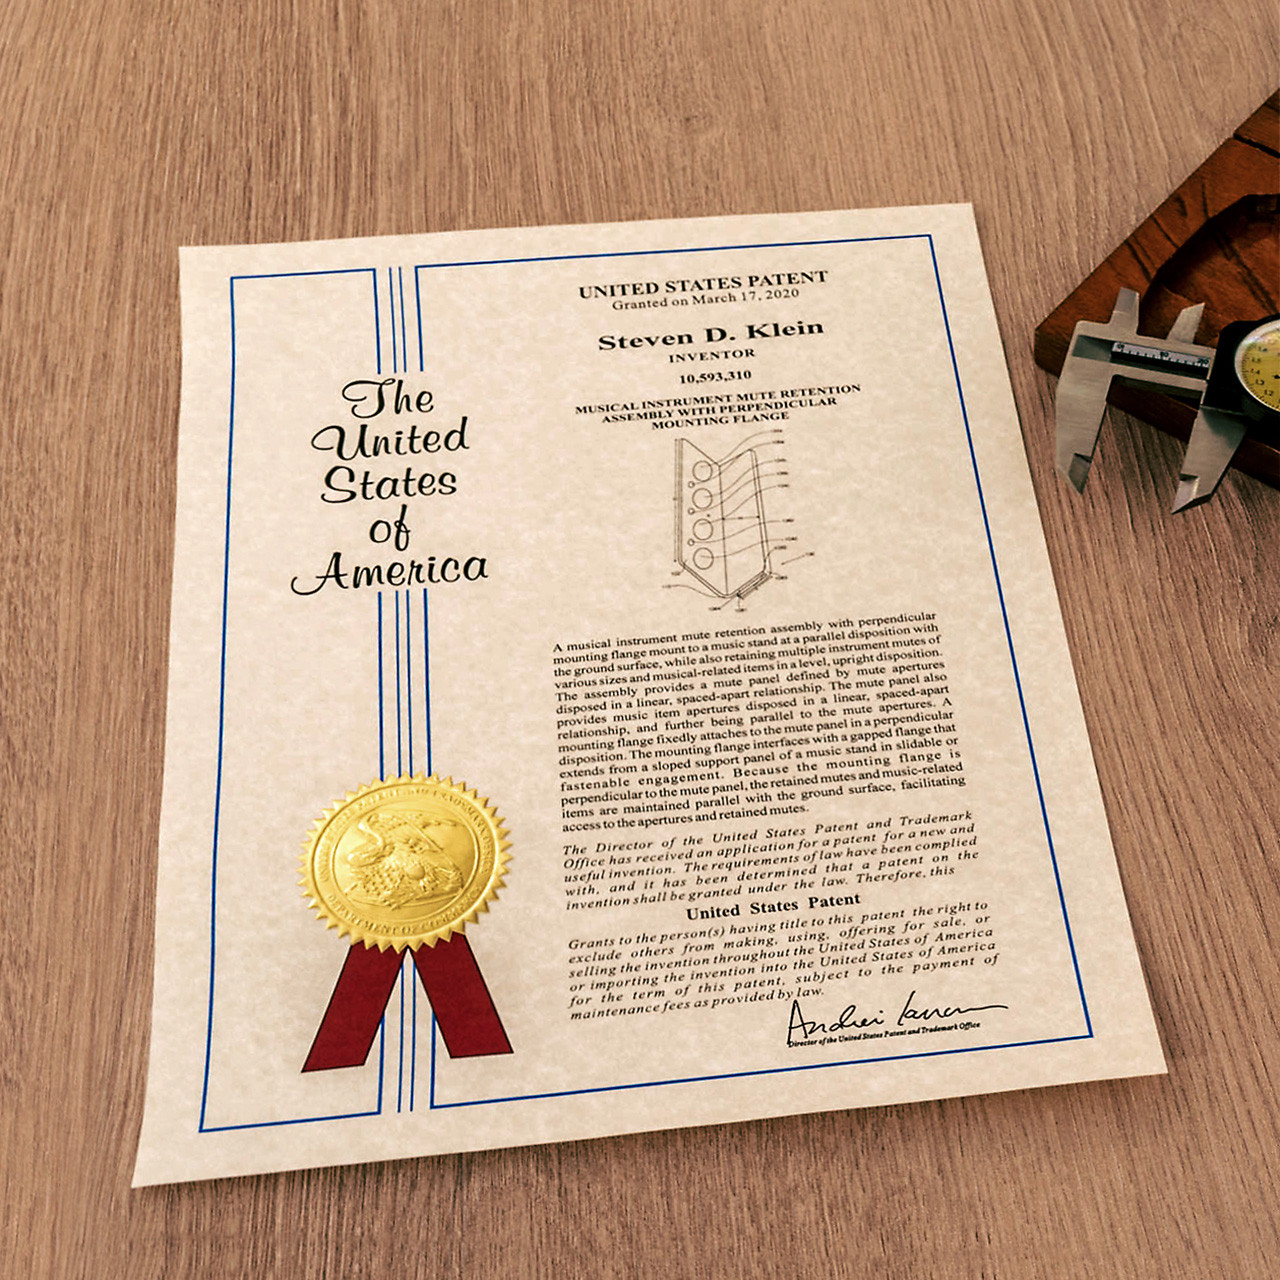 The
United
States
of
America
UNITED STATES PATENT
Granted on March 17, 2020
Steven D. Klein
INVENTOR
10,593,310
MUSICAL INSTRUMENT MUTE RETENTION
ASSEMBLY WITH PERPENDICULAR
MOUNTING FLANGE
A musical instrument mute retention assembly with perpendicular
mounting flange mount to a music stand at a parallel disposition with
the ground surface, while also retaining multiple instrument mutes of
various sizes and musical-related items in a level, upright disposition.
The assembly provides a mute panel defined by mute apertures
disposed in a linear, spaced-apart relationship. The mute panel also
provides music item apertures disposed in a linear, spaced-apart
relationship, and further being parallel to the mute apertures. A
mounting flange fixedly attaches to the mute panel in a perpendicular
disposition. The mounting flange interfaces with a gapped flange that
extends from a sloped support panel of a music stand in slidable or
fastenable engagement. Because the mounting flange is
perpendicular to the mute panel, the retained mutes and music-related
items are maintained parallel with the ground surface, facilitating
access to the apertures and retained mutes.
The Director of the United States Patent and Trademark
Office has received an application for a patent for a new and
useful invention. The requirements of law have been complied
with, and it has been determined that a patent on the
invention shall be granted under the law. Therefore, this
United States Patent
Grants to the person(s) having title to this patent the right to
exclude others from making, using, offering for sale, or
selling the invention throughout the United States of America
or importing the invention into the United States of America
for the term of this patent, subject to the payment of
maintenance fees as provided by law.
Andrei Iancu
Director of the United States Patent and Trademark Office
DEPARTMENT OF COMMERCE